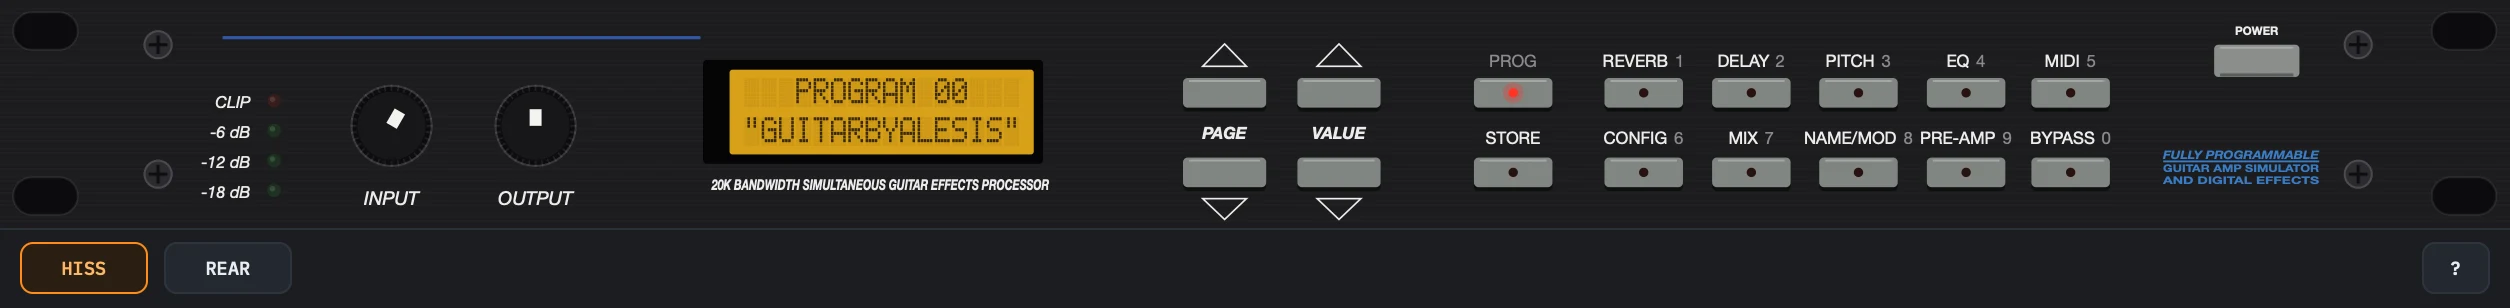 CLIP
-6 dB
-12 dB
-18 dB
INPUT
OUTPUT
PROGRAM 00
"GUITARBYALESIS"
20K BANDWIDTH SIMULTANEOUS GUITAR EFFECTS PROCESSOR
PAGE
VALUE
PROG
REVERB 1
DELAY 2
PITCH 3
EQ 4
MIDI 5
STORE
CONFIG 6
MIX 7
NAME/MOD 8
PRE-AMP 9
BYPASS 0
POWER
FULLY PROGRAMMABLE
GUITAR AMP SIMULATOR
AND DIGITAL EFFECTS
HISS
REAR
?